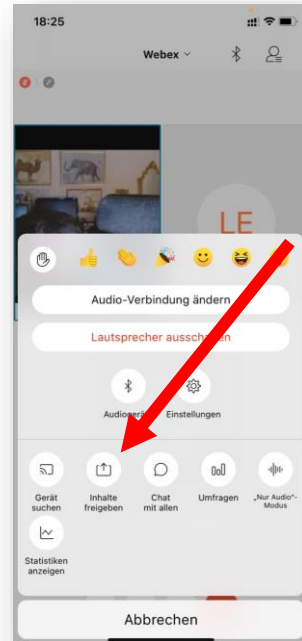 18:25
Webex
LE
Audio-Verbindung ändern
Lautsprecher ausschalten
Audiogerät Einstellungen
Gerät suchen
Inhalte freigeben
Chat mit allen
Umfragen
„Nur Audio"-Modus
Statistiken anzeigen
Abbrechen